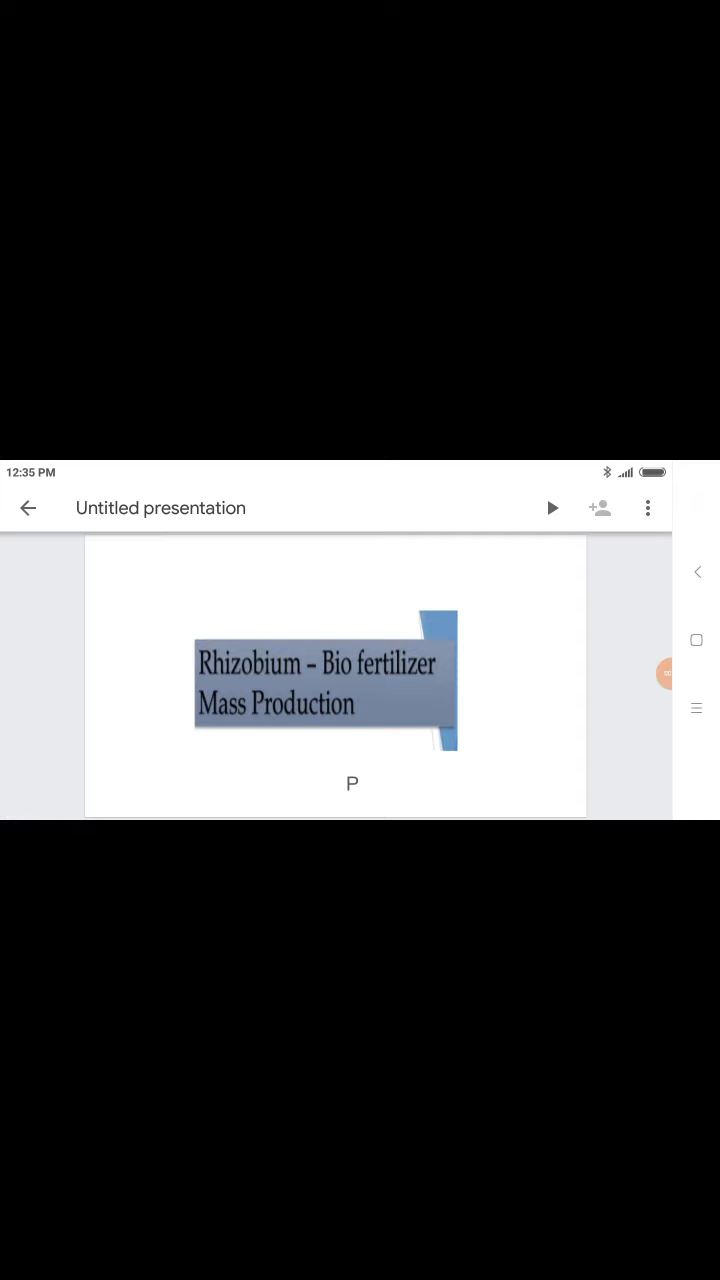 12:35 PM
Untitled presentation
Rhizobium – Bio fertilizer
Mass Production
P